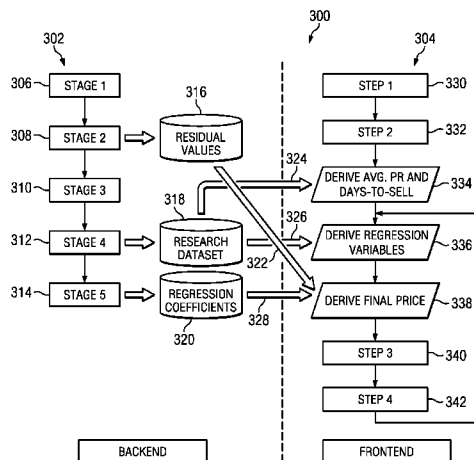 300
302
304
306
STAGE 1
308
STAGE 2
310
STAGE 3
312
STAGE 4
314
STAGE 5
316
RESIDUAL
VALUES
318
RESEARCH
DATASET
REGRESSION
COEFFICIENTS
320
324
326
322
328
STEP 1
330
STEP 2
332
DERIVE AVG. PR AND
DAYS-TO-SELL
334
DERIVE REGRESSION
VARIABLES
336
DERIVE FINAL PRICE
338
STEP 3
340
STEP 4
342
BACKEND
FRONTEND